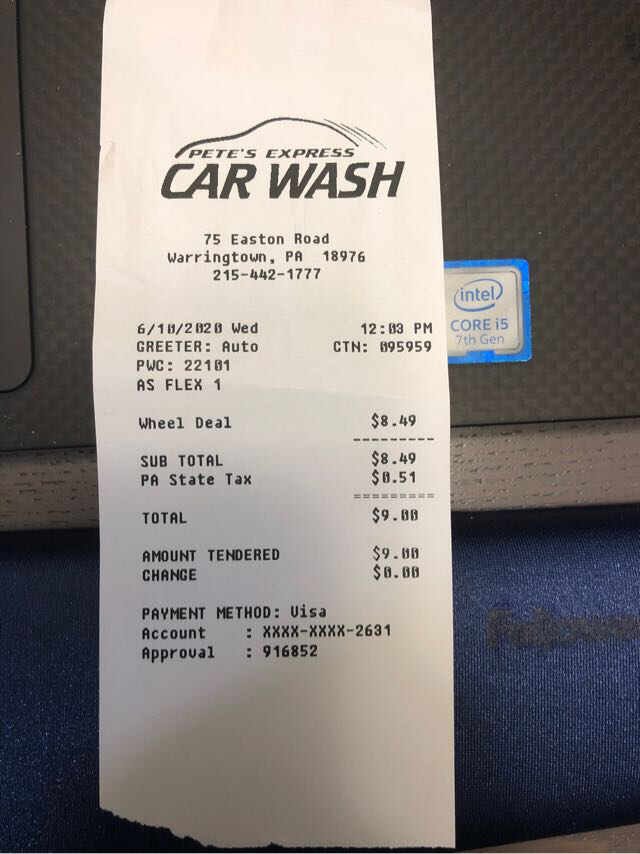 PETE'S EXPRESS
CAR WASH
75 Easton Road
Warringtown, PA 18976
215-442-1777
6/10/2020 Wed 12:03 PM
GREETER: Auto CTN: 095959
PWC: 22101
AS FLEX 1
Wheel Deal $8.49
---------
SUB TOTAL $8.49
PA State Tax $0.51
=========
TOTAL $9.00
AMOUNT TENDERED $9.00
CHANGE $0.00
PAYMENT METHOD: Visa
Account : XXXX-XXXX-2631
Approval : 916852
intel
CORE i5
7th Gen